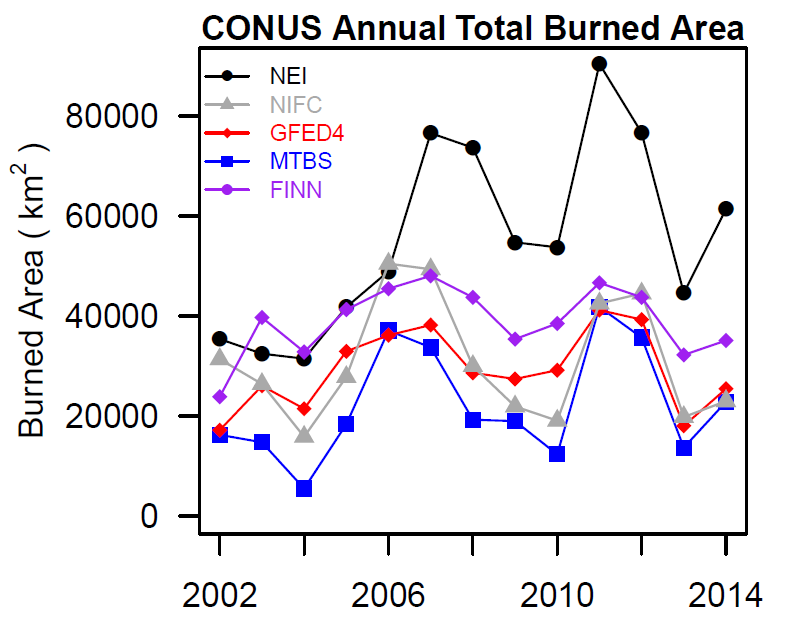 CONUS Annual Total Burned Area
NEI
NIFC
GFED4
MTBS
FINN
Burned Area ( km² )
80000
60000
40000
20000
0
2002
2006
2010
2014